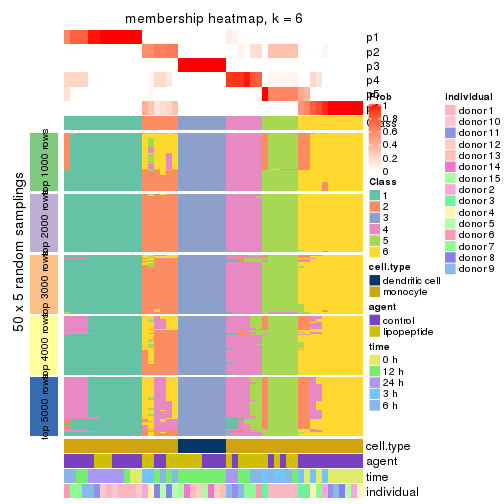 membership heatmap, k = 6
p1
p2
p3
p4
p5
Prob
1
0.8
0.6
0.4
0.2
0
Class
1
2
3
4
5
6
cell.type
dendritic cell
monocyte
agent
control
lipopeptide
time
0 h
12 h
24 h
3 h
6 h
individual
donor 1
donor 10
donor 11
donor 12
donor 13
donor 14
donor 15
donor 2
donor 3
donor 4
donor 5
donor 6
donor 7
donor 8
donor 9
50 x 5 random samplings
top 1000 rows
top 2000 rows
top 3000 rows
top 4000 rows
top 5000 rows
cell.type
agent
time
individual